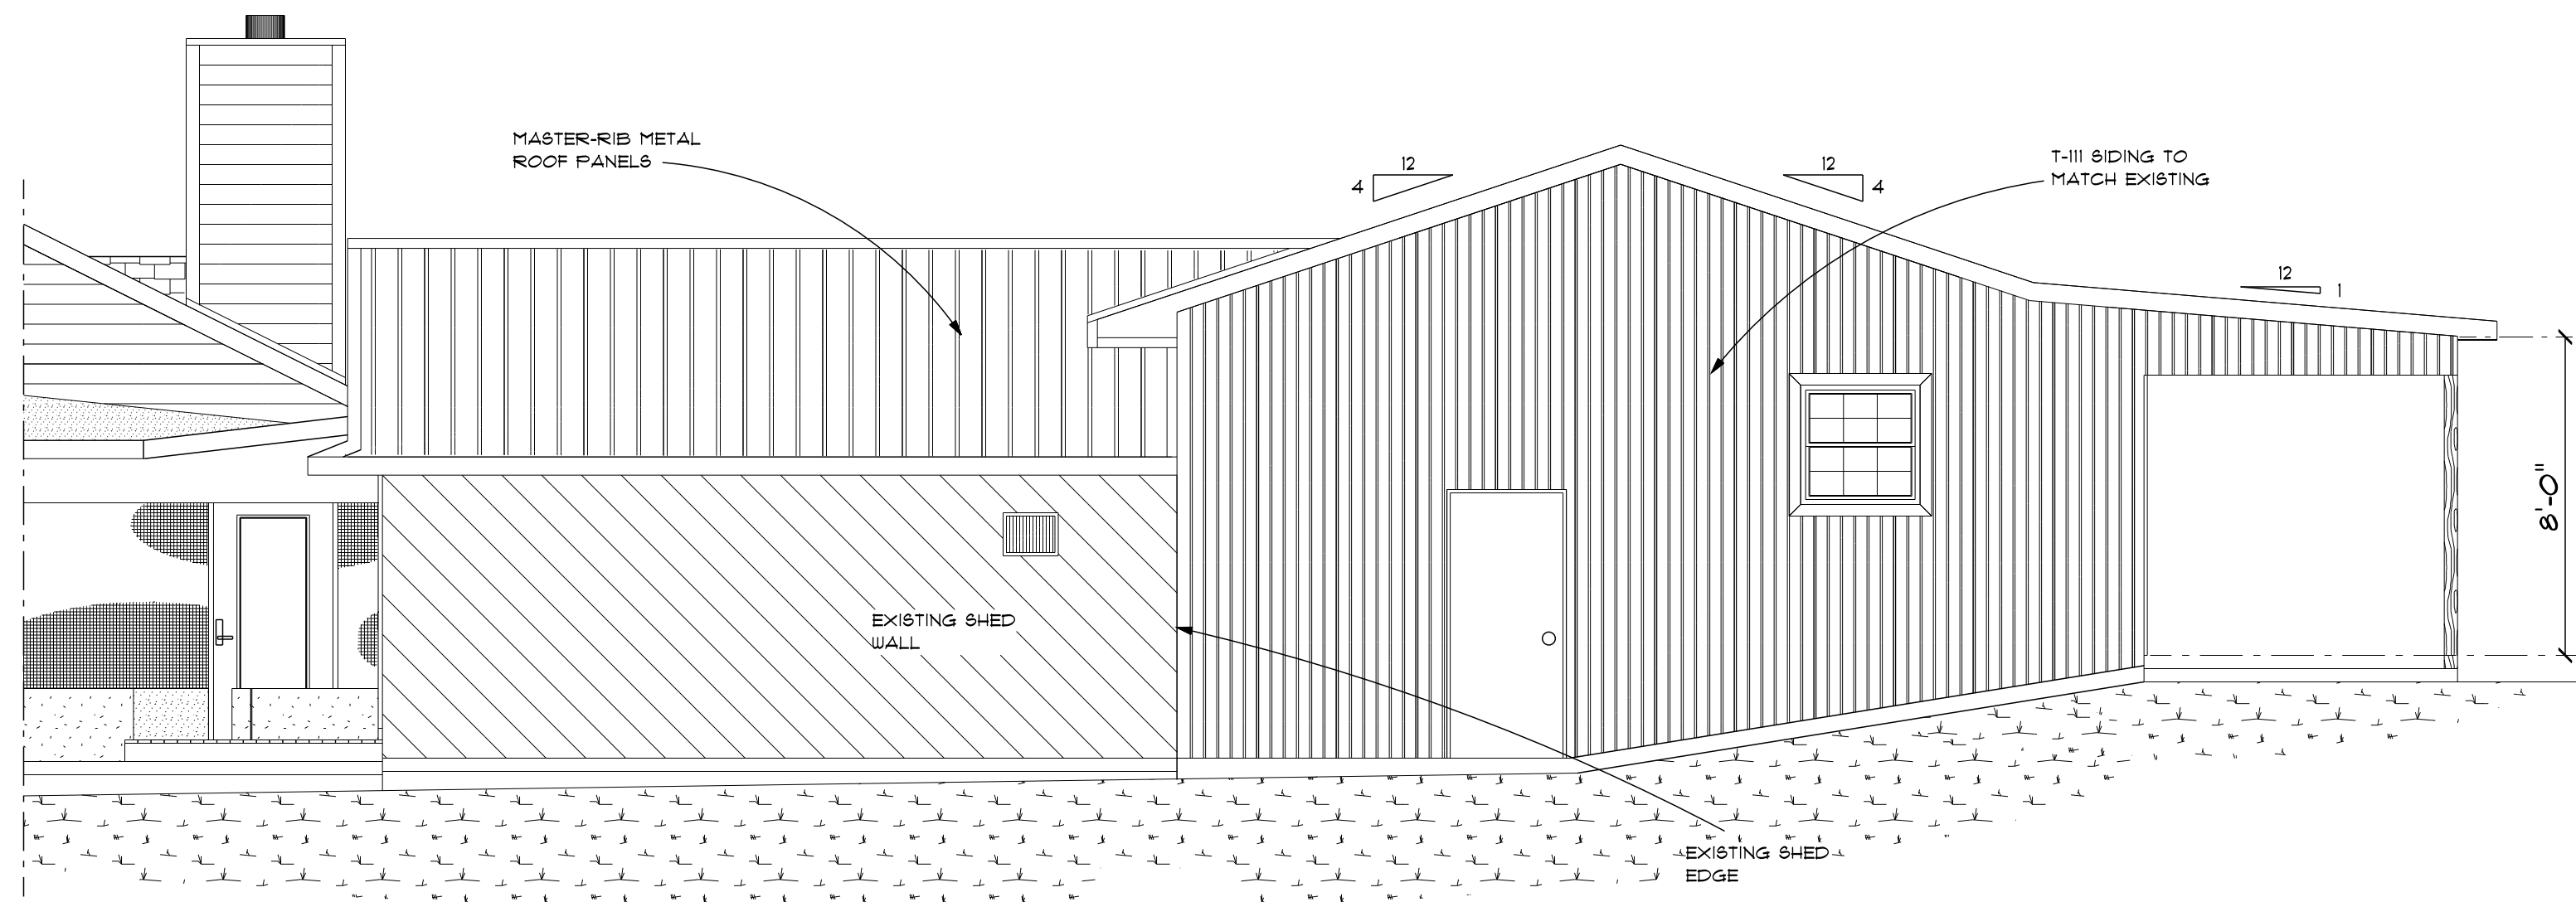 MASTER-RIB METAL
ROOF PANELS
12
4
12
4
T-111 SIDING TO
MATCH EXISTING
12
1
8'-0"
EXISTING SHED
WALL
EXISTING SHED
EDGE